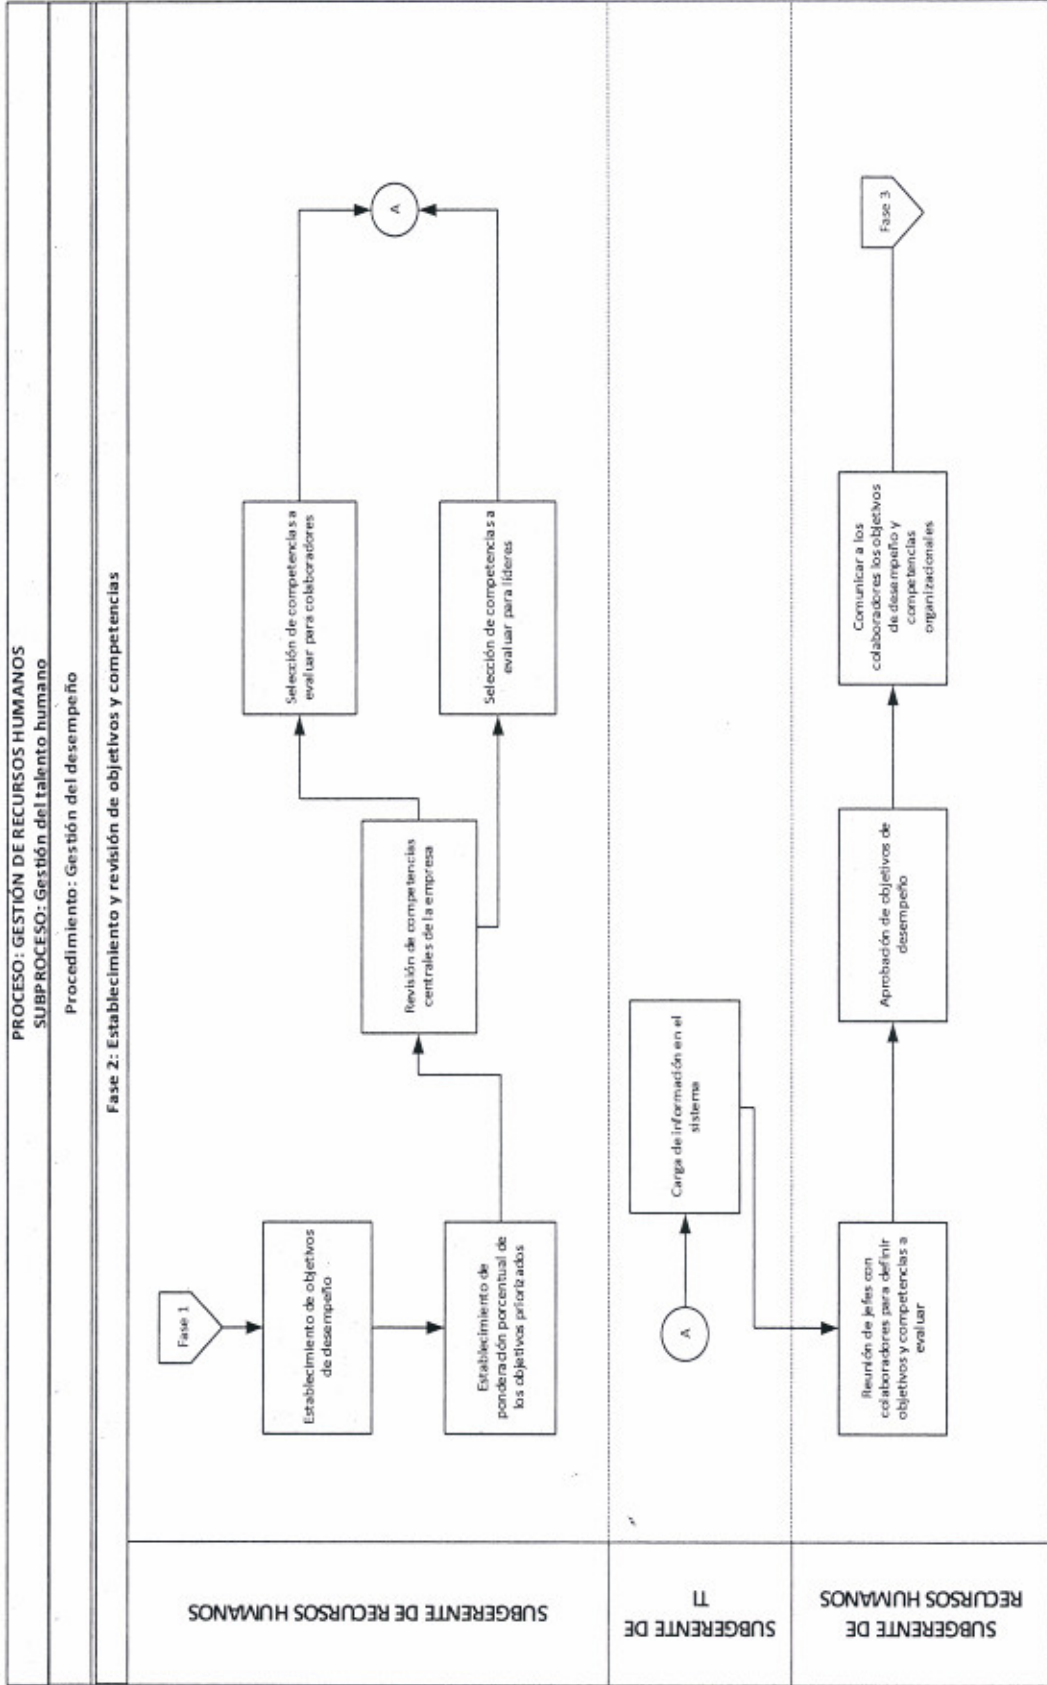 PROCESO: GESTIÓN DE RECURSOS HUMANOS
SUBPROCESO: Gestión del talento humano
Procedimiento: Gestión del desempeño
Fase 2: Establecimiento y revisión de objetivos y competencias
SUBGERENTE DE RECURSOS HUMANOS
Fase 1
Establecimiento de objetivos
de desempeño
Establecimiento de
ponderación porcentual de
los objetivos priorizados
Revisión de competencias
centrales de la empresa
Selección de competencias a
evaluar para colaboradores
Selección de competencias a
evaluar para líderes
A
SUBGERENTE DE
TI
A
Carga de información en el
sistema
SUBGERENTE DE
RECURSOS HUMANOS
Reunión de jefes con
colaboradores para definir
objetivos y competencias a
evaluar
Aprobación de objetivos de
desempeño
Comunicar a los
colaboradores los objetivos
de desempeño y
competencias
organizacionales
Fase 3